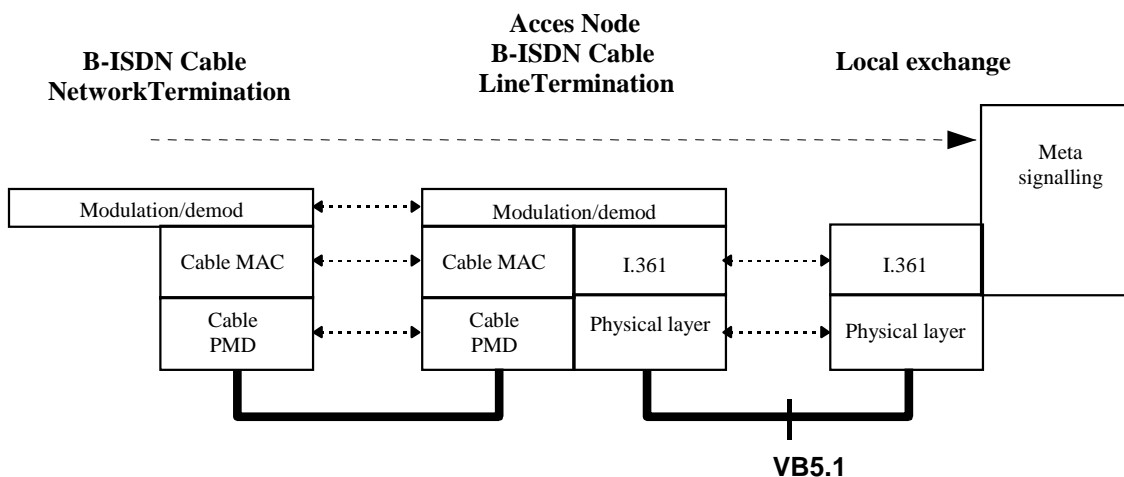 Acces Node
B-ISDN Cable
LineTermination
B-ISDN Cable
NetworkTermination
Local exchange
Meta
signalling
Modulation/demod
Modulation/demod
Cable MAC
Cable MAC
I.361
I.361
Cable
PMD
Cable
PMD
Physical layer
Physical layer
VB5.1